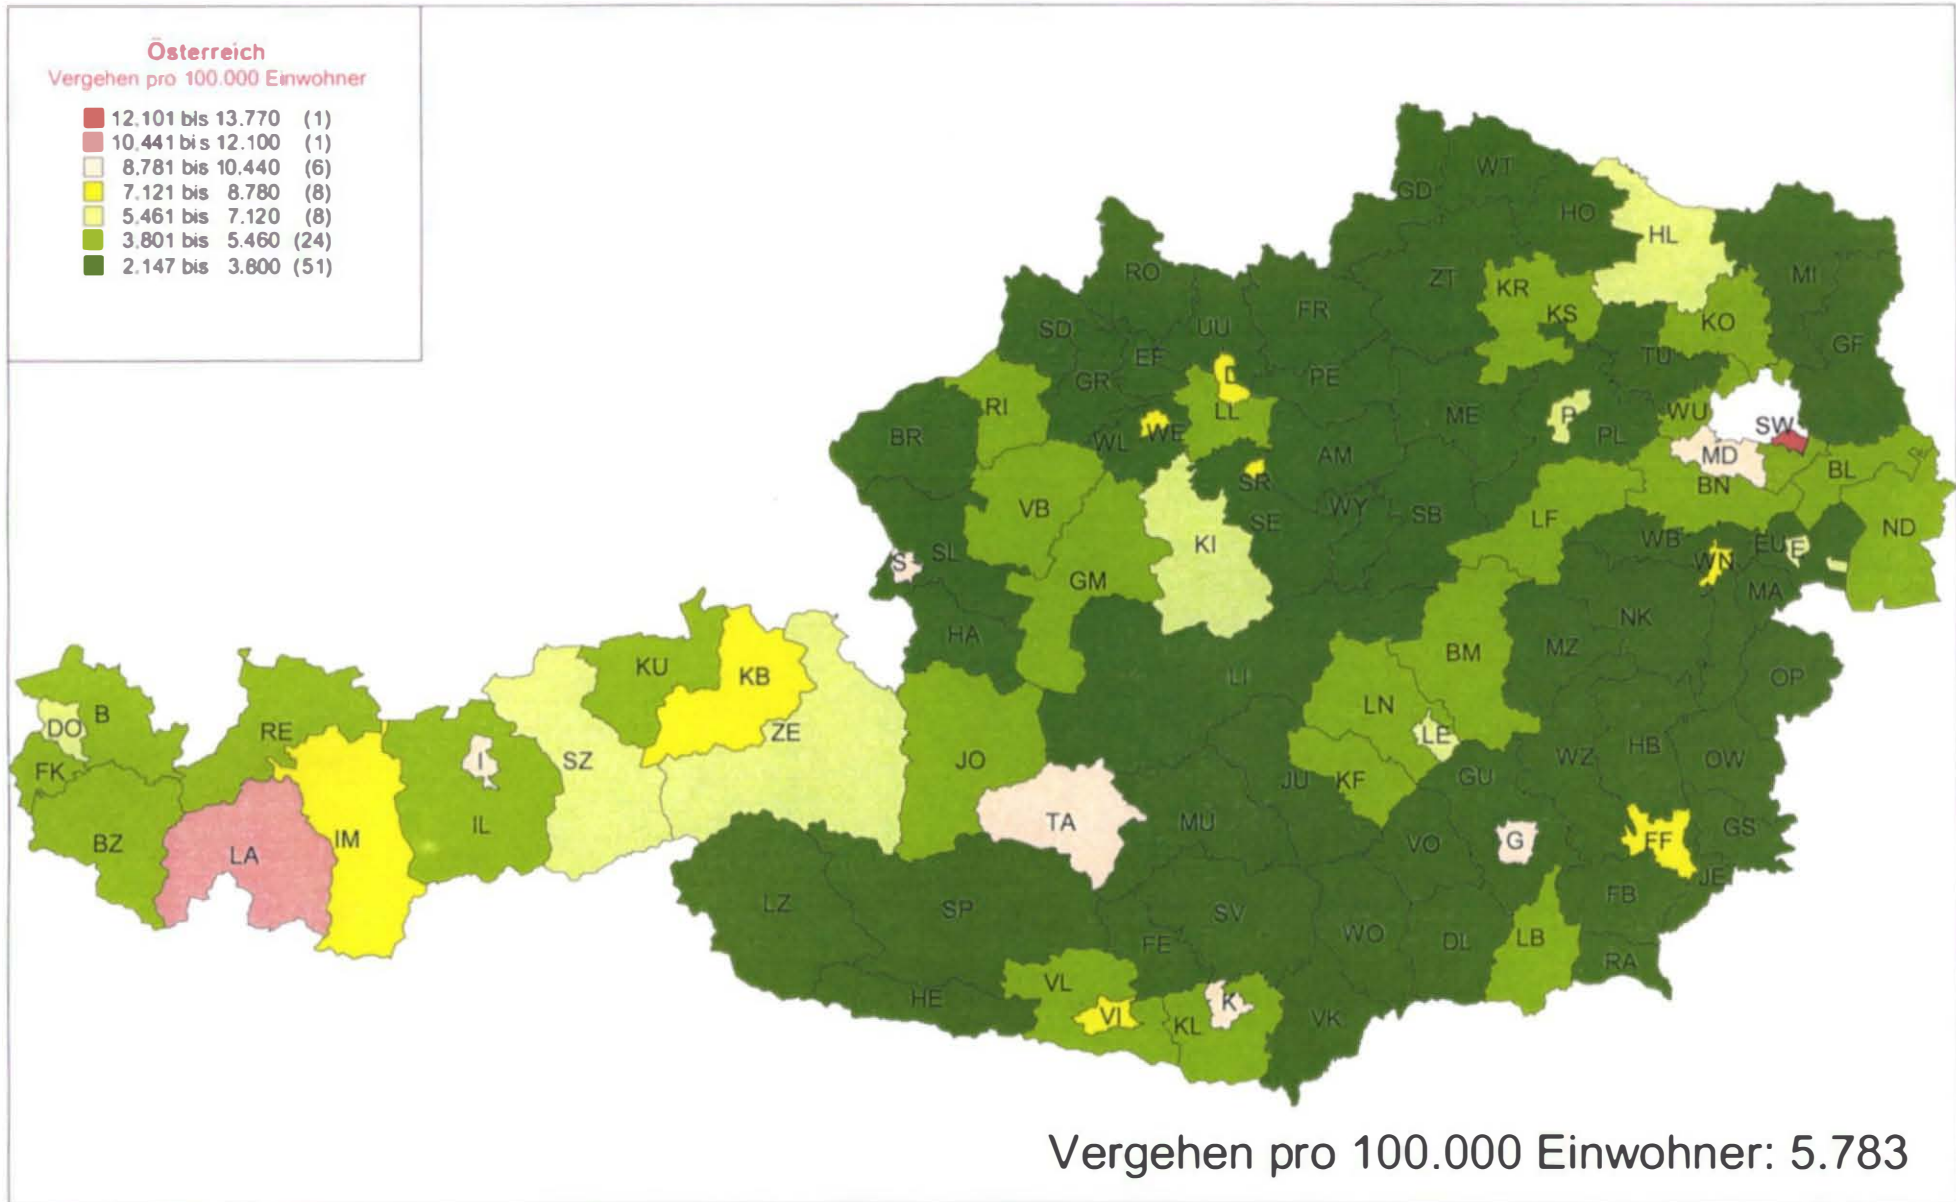 Österreich
Vergehen pro 100.000 Einwohner
12.101 bis 13.770 (1)
10.441 bis 12.100 (1)
8.781 bis 10.440 (6)
7.121 bis 8.780 (8)
5.461 bis 7.120 (8)
3.801 bis 5.460 (24)
2.147 bis 3.800 (51)
WT
GD
HO
HL
RO
ZT
KR
KS
MI
SD
UU
FR
KO
GF
EF
TU
GR
PE
L
RI
LL
ME
P
WU
BR
WL
WE
PL
SW
AM
MD
BL
SR
BN
VB
WY
SB
LF
ND
SE
KI
WB
EU
E
SL
S
WN
GM
MA
NK
HA
MZ
BM
KU
KB
LI
OP
LN
B
DO
RE
ZE
LE
HB
JO
I
SZ
WZ
OW
FK
JU
KF
GU
TA
MU
IL
IM
BZ
LA
VO
G
FF
GS
JE
FB
LZ
SP
SV
WO
DL
LB
FE
RA
VL
HE
K
VI
KL
VK
Vergehen pro 100.000 Einwohner: 5.783